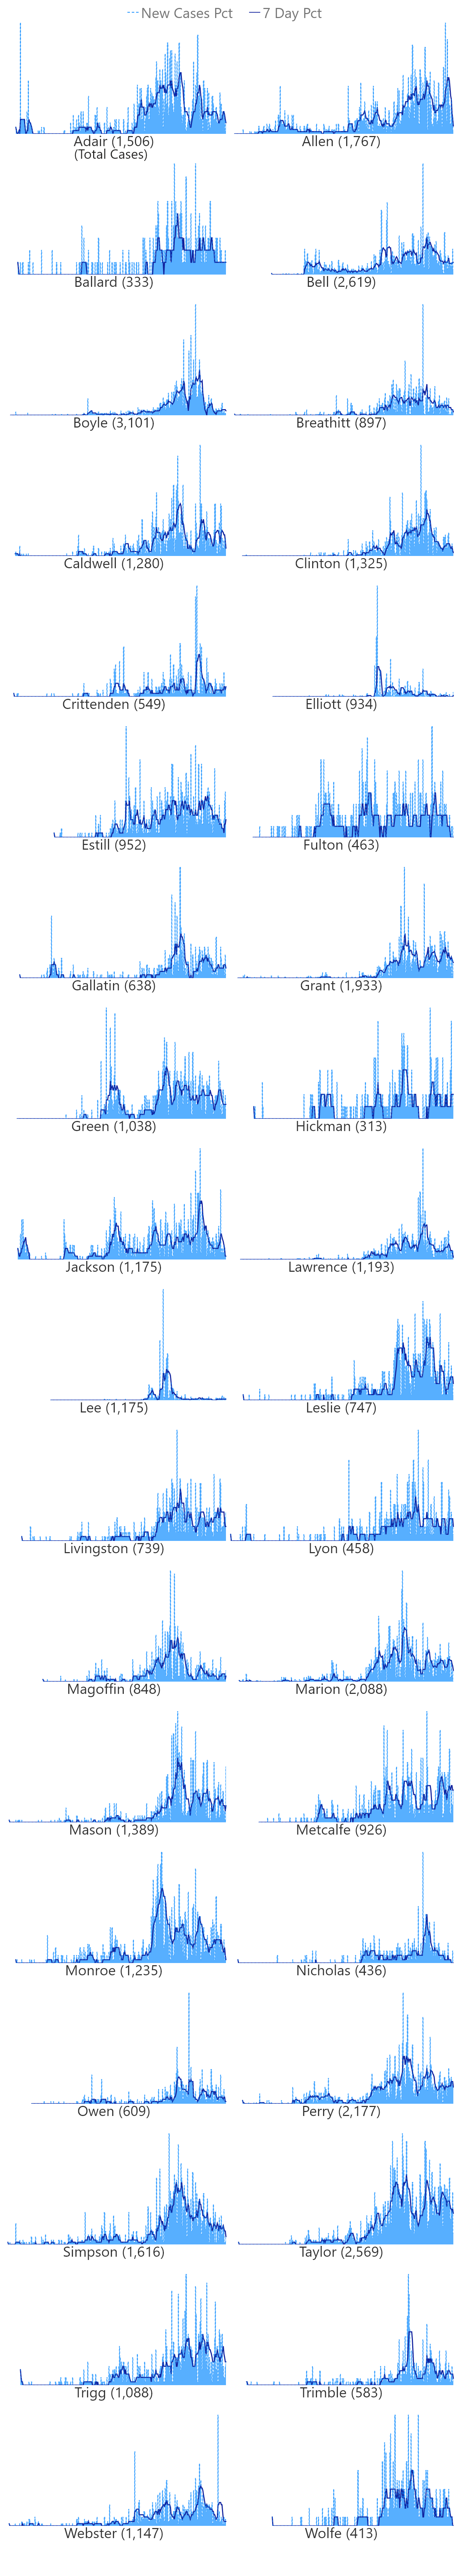 New Cases Pct 7 Day Pct
Adair (1,506) Allen (1,767)
(Total Cases)
Ballard (333) Bell (2,619)
Boyle (3,101) Breathitt (897)
Caldwell (1,280) Clinton (1,325)
Crittenden (549) Elliott (934)
Estill (952) Fulton (463)
Gallatin (638) Grant (1,933)
Green (1,038) Hickman (313)
Jackson (1,175) Lawrence (1,193)
Lee (1,175) Leslie (747)
Livingston (739) Lyon (458)
Magoffin (848) Marion (2,088)
Mason (1,389) Metcalfe (926)
Monroe (1,235) Nicholas (436)
Owen (609) Perry (2,177)
Simpson (1,616) Taylor (2,569)
Trigg (1,088) Trimble (583)
Webster (1,147) Wolfe (413)